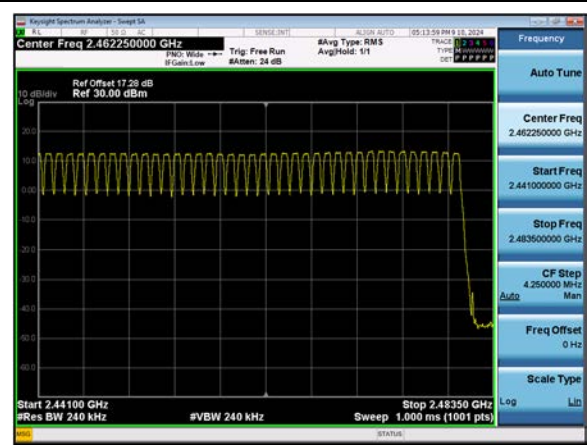 Keysight Spectrum Analyzer - Swept SA
RL RF 50 Ω AC SENSE:INT ALIGN AUTO 05:13:59 PM
Center Freq 2.462250000 GHz
PNO: Wide
IFGain:Low
Trig: Free Run
#Atten: 24 dB
#Avg Type: RMS
Avg|Hold: 1/1
TRACE 1 2 3 4 5 6
TYPE
DET P P P P P P
Frequency
Ref Offset 17.28 dB
10 dB/div Ref 30.00 dBm
Log
Auto Tune
Center Freq
2.462250000 GHz
Start Freq
2.441000000 GHz
Stop Freq
2.483500000 GHz
CF Step
4.250000 MHz
Auto Man
Freq Offset
0 Hz
Scale Type
Log Lin
20.0
10.0
0.00
-10.0
-20.0
-30.0
-40.0
-50.0
-60.0
Start 2.44100 GHz Stop 2.48350 GHz
#Res BW 240 kHz #VBW 240 kHz Sweep 1.000 ms (1001 pts)
MSG STATUS